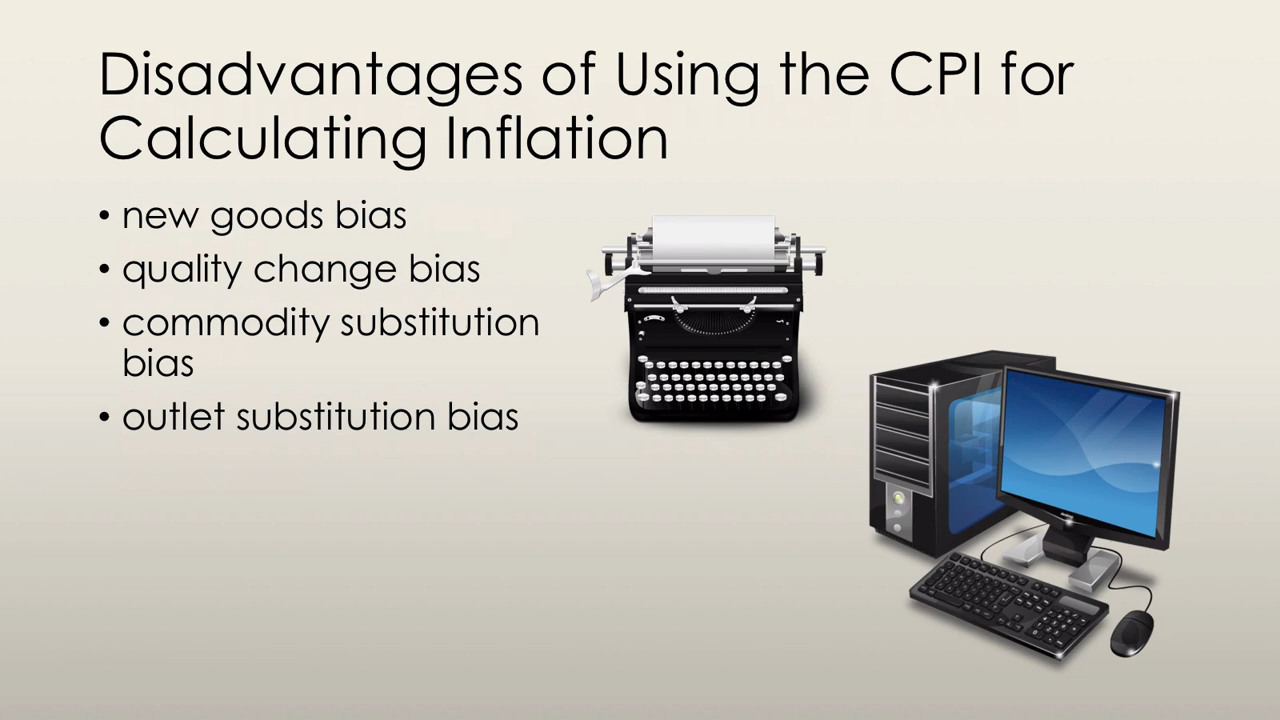 Disadvantages of Using the CPI for
Calculating Inflation
• new goods bias
• quality change bias
• commodity substitution
bias
• outlet substitution bias